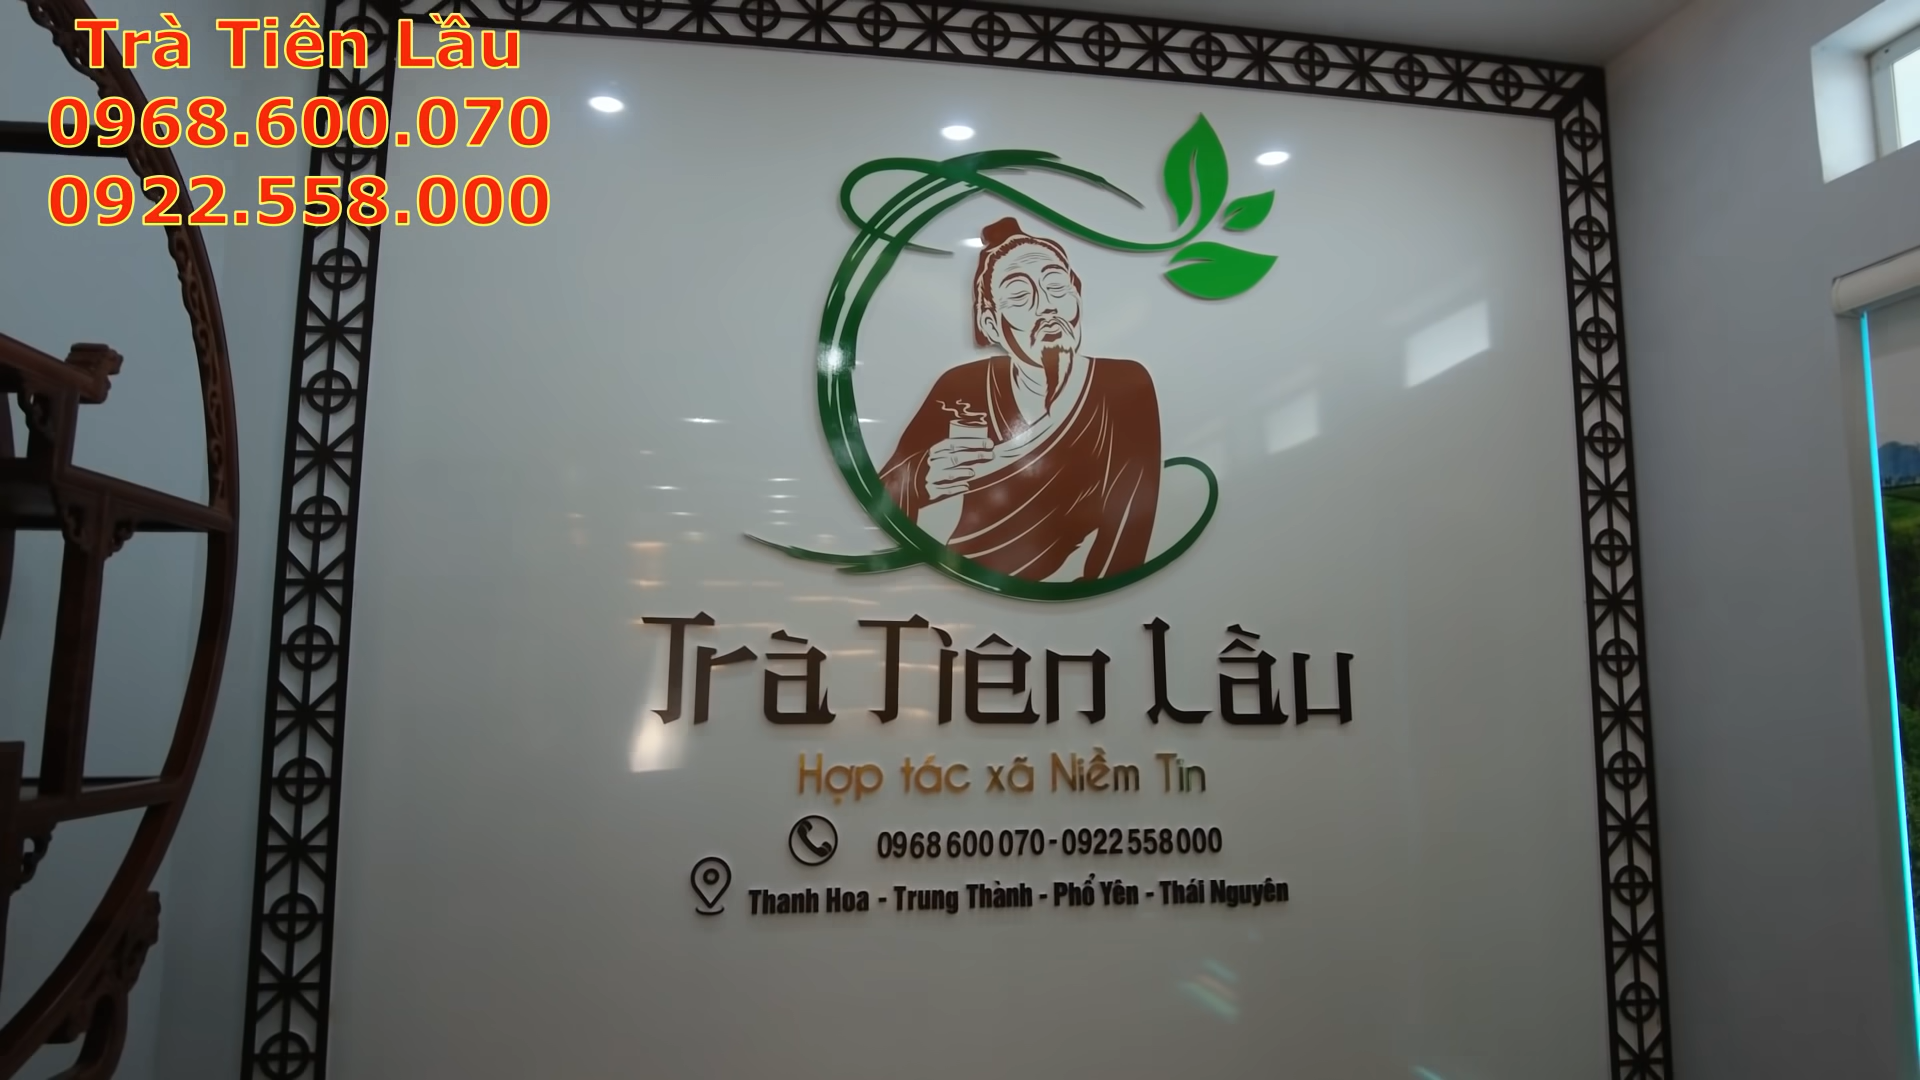 Trà Tiên Lầu
0968.600.070
0922.558.000
Trà Tiên Lầu
Hợp tác xã Niềm Tin
0968 600 070 - 0922 558 000
Thanh Hoa - Trung Thành - Phổ Yên - Thái Nguyên